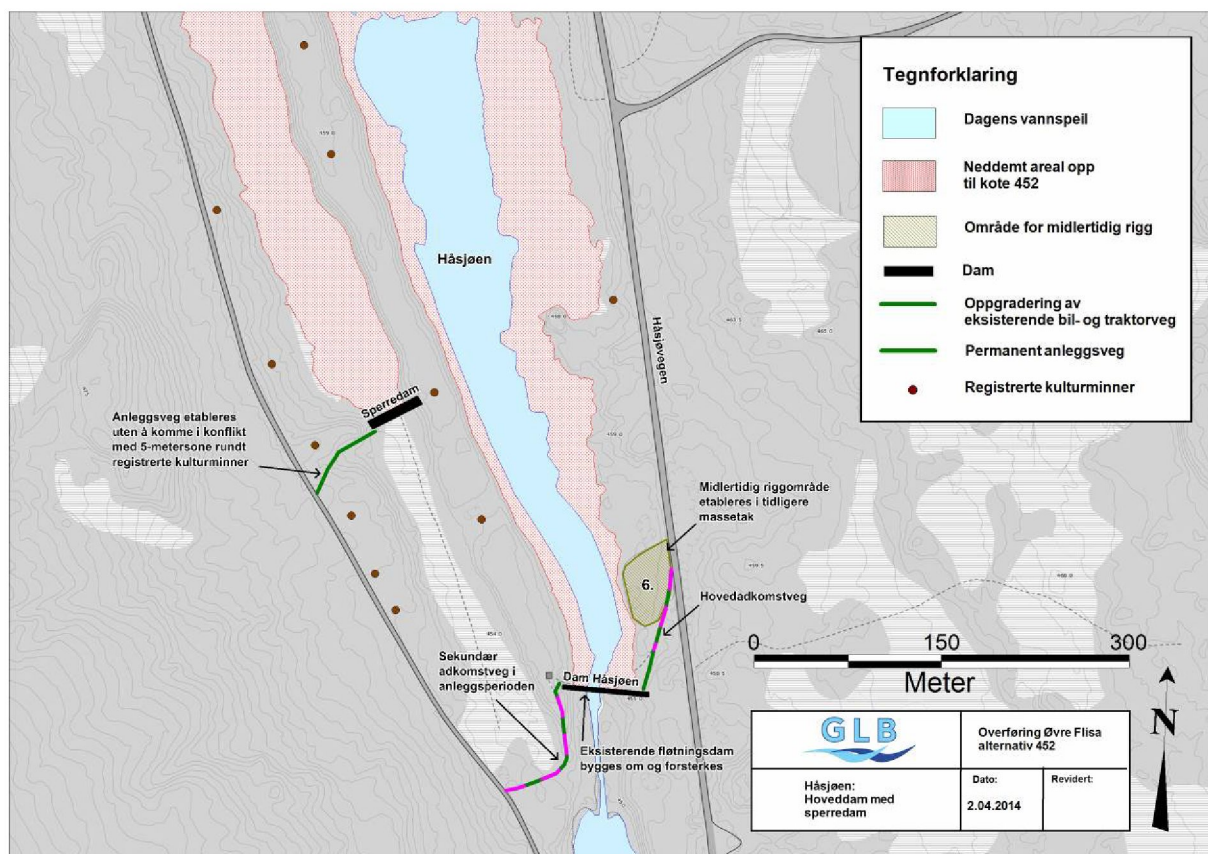 Tegnforklaring
Dagens vannspeil
Neddemt areal opp
til kote 452
Område for midlertidig rigg
Dam
Oppgradering av
eksisterende bil- og traktorveg
Permanent anleggsveg
Registrerte kulturminner
Håsjøen
Håsjøvegen
Sperredam
Anleggsveg etableres
uten å komme i konflikt
med 5-metersone rundt
registrerte kulturminner
Midlertidig riggområde
etableres i tidligere
massetak
6.
Hovedadkomstveg
Sekundær
adkomstveg i
anleggsperioden
Dam Håsjøen
Eksisterende fløtningsdam
bygges om og forsterkes
0 150 300
Meter
N
GLB
Overføring Øvre Flisa
alternativ 452
Håsjøen:
Hoveddam med
sperredam
Dato:
2.04.2014
Revidert: